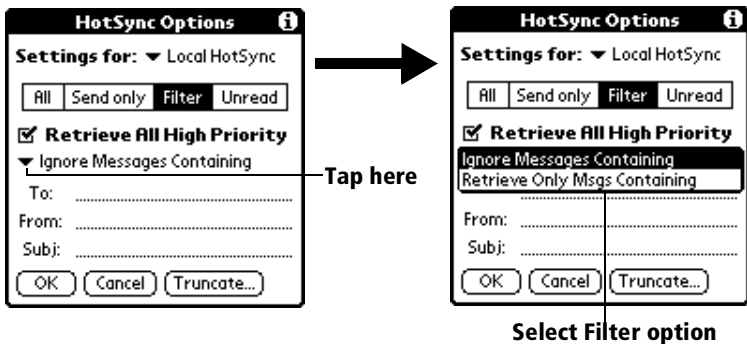 HotSync Options
Settings for: Local HotSync
All Send only Filter Unread
Retrieve All High Priority
Ignore Messages Containing
To:
From:
Subj:
OK Cancel Truncate...
Tap here
HotSync Options
Settings for: Local HotSync
All Send only Filter Unread
Retrieve All High Priority
Ignore Messages Containing
Retrieve Only Msgs Containing
From:
Subj:
OK Cancel Truncate...
Select Filter option